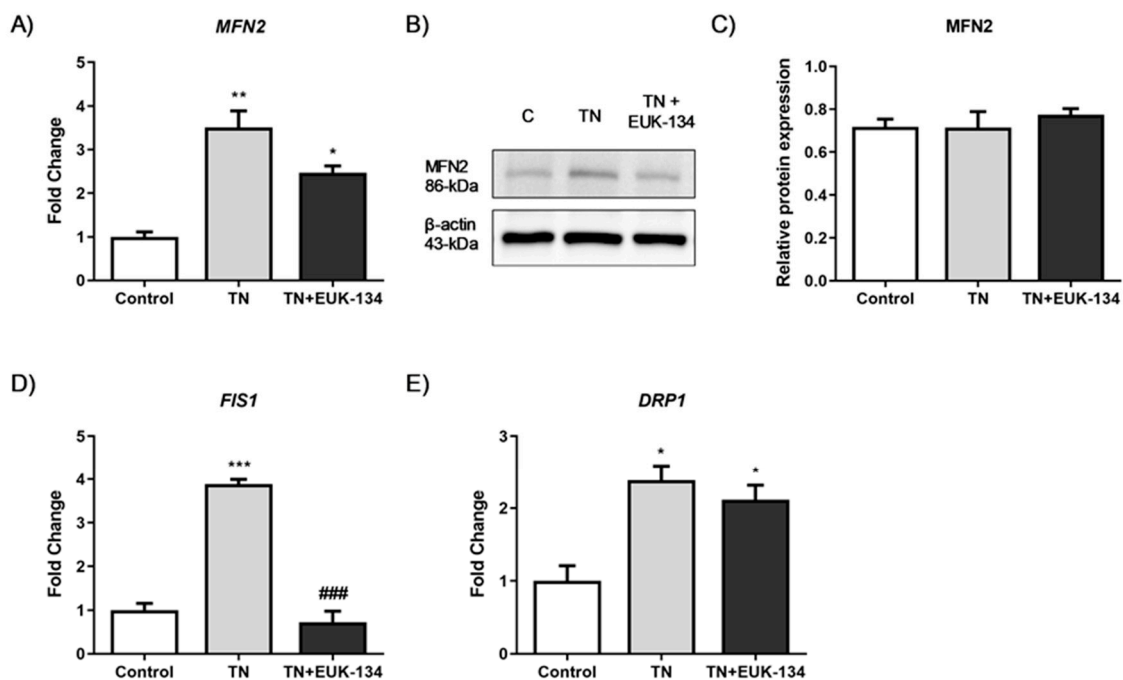 A)
MFN2
Fold Change
5
4
3
2
1
0
**
*
Control TN TN+EUK-134
B)
C TN TN +
EUK-134
MFN2
86-kDa
β-actin
43-kDa
C)
MFN2
Relative protein expression
1.0
0.8
0.6
0.4
0.2
0.0
Control TN TN+EUK-134
D)
FIS1
Fold Change
5
4
3
2
1
0
***
###
Control TN TN+EUK-134
E)
DRP1
Fold Change
3
2
1
0
*
*
Control TN TN+EUK-134